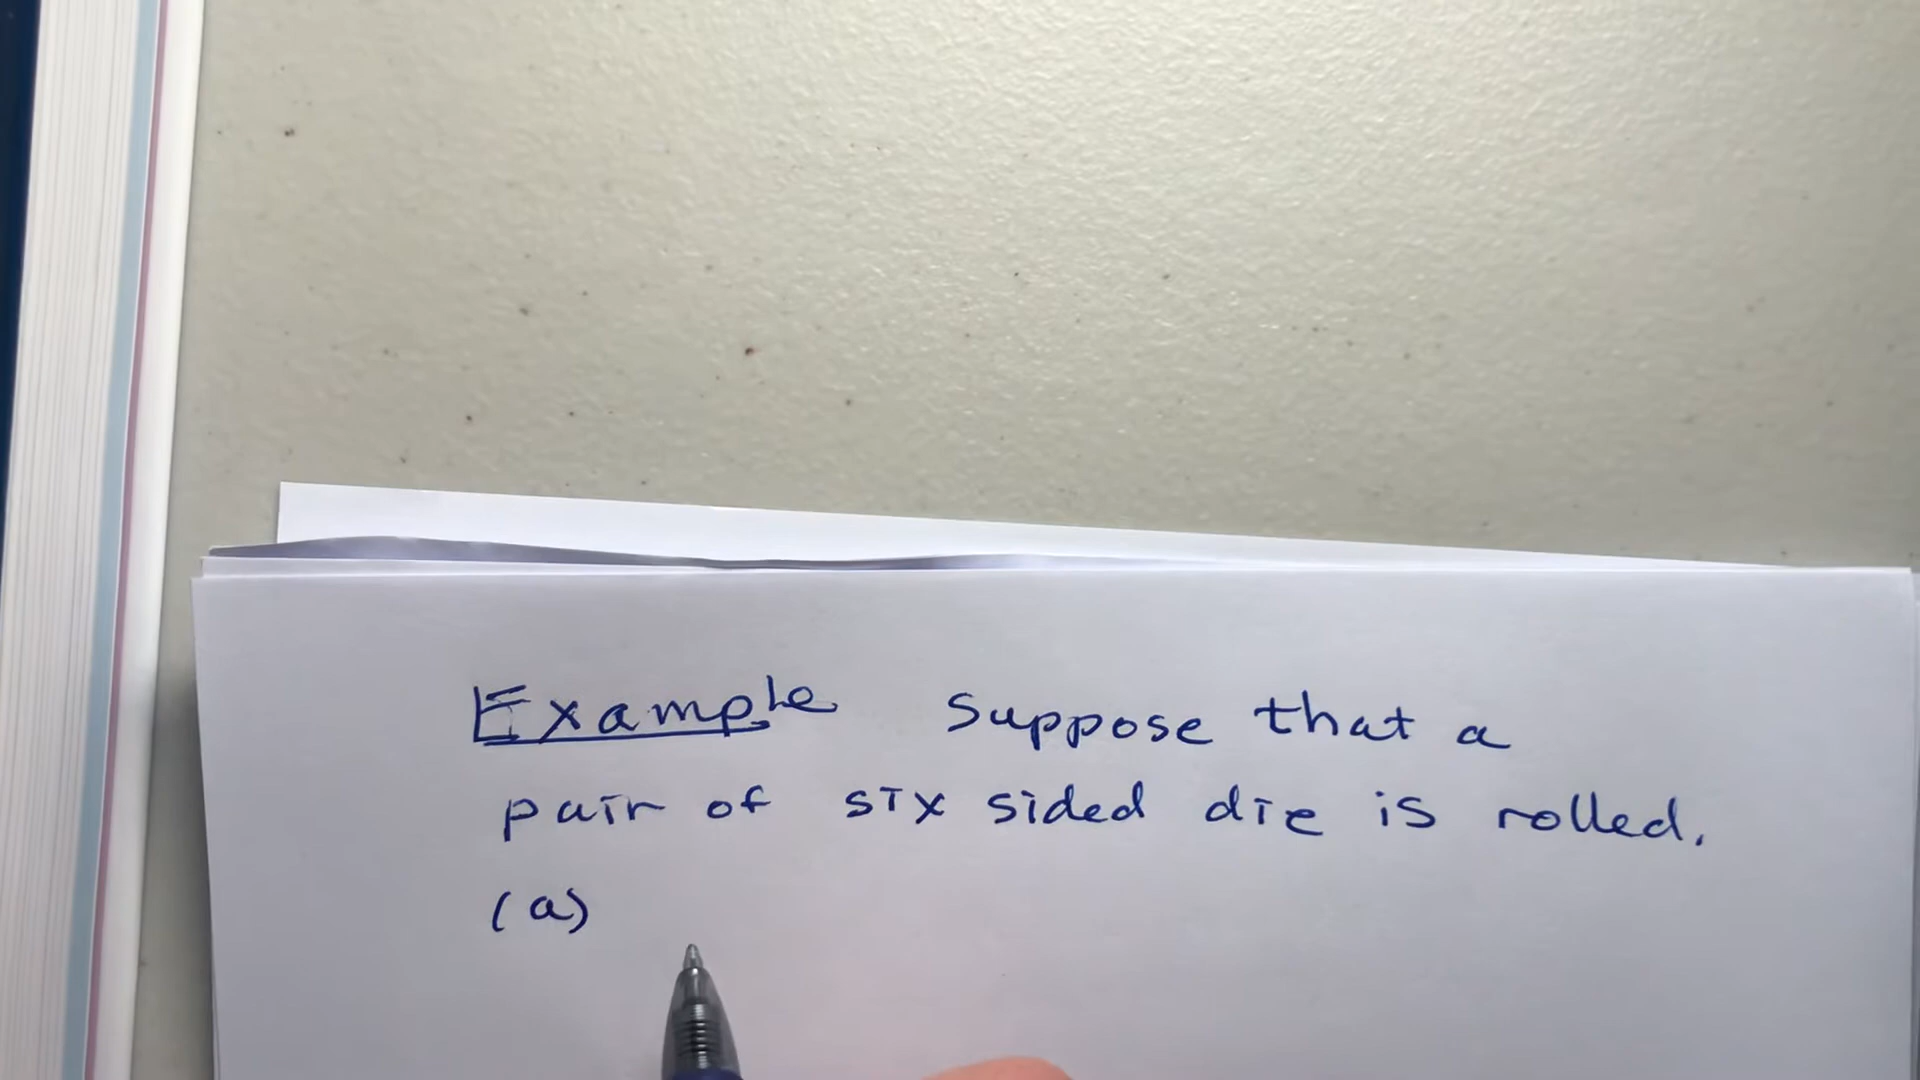 Example Suppose that a
pair of six sided die is rolled.
(a)